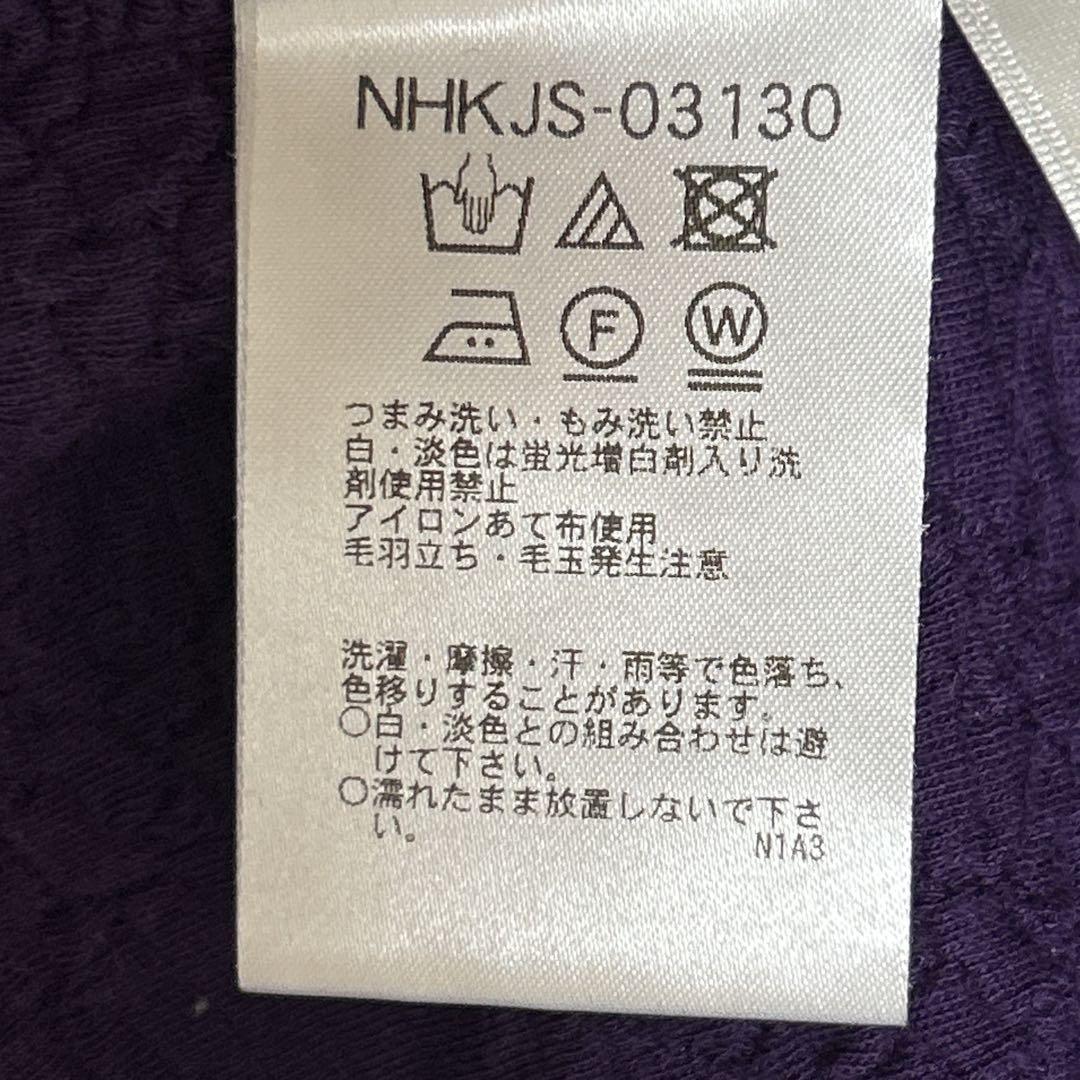 NHKJS-03130
F W
つまみ洗い・もみ洗い禁止
白・淡色は蛍光増白剤入り洗
剤使用禁止
アイロンあて布使用
毛羽立ち・毛玉発生注意
洗濯・摩擦・汗・雨等で色落ち、
色移りすることがあります。
○白・淡色との組み合わせは避
けて下さい。
○濡れたまま放置しないで下さ
い。
N1A3